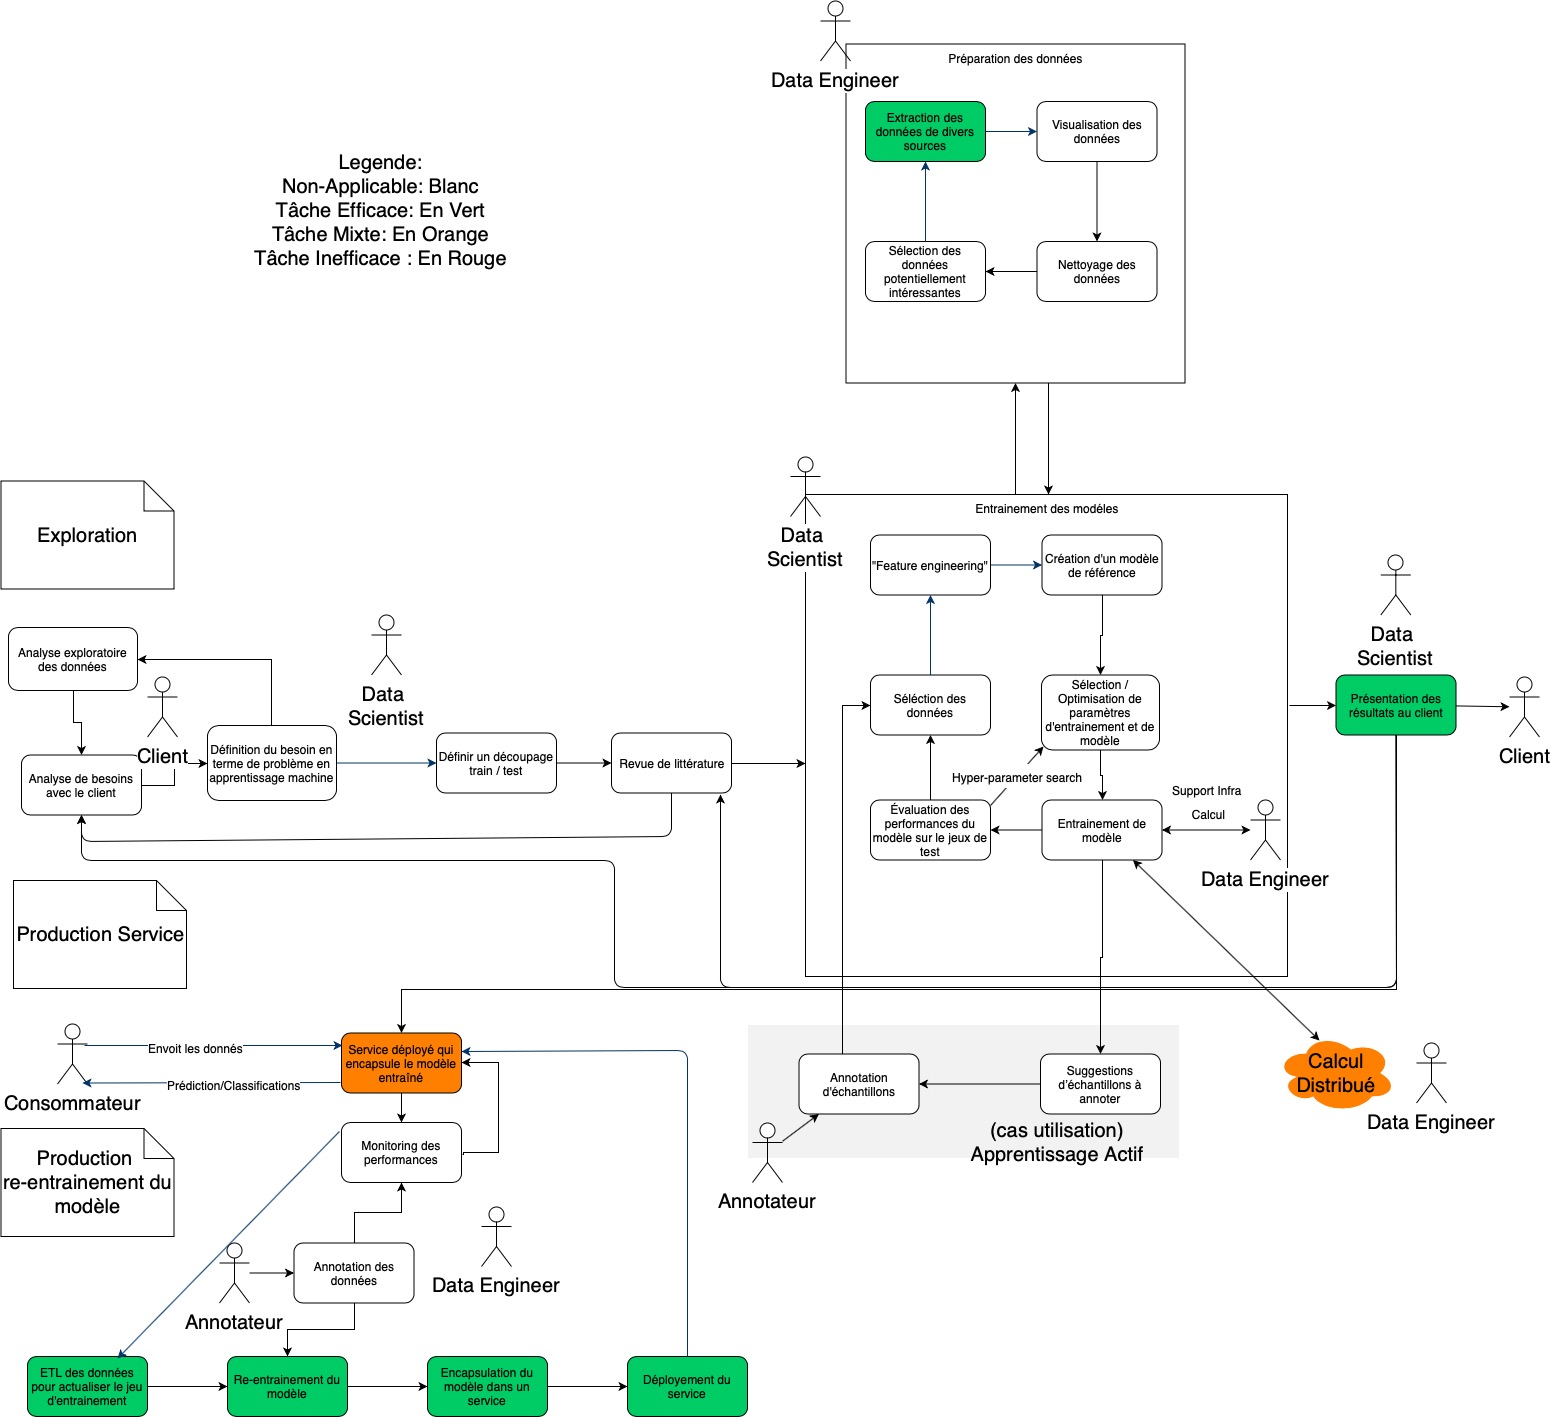 Data Engineer
Préparation des données
Extraction des
données de divers
sources
Visualisation des
données
Sélection des
données
potentiellement
intéressantes
Nettoyage des
données
Legende:
Non-Applicable: Blanc
Tâche Efficace: En Vert
Tâche Mixte: En Orange
Tâche Inefficace : En Rouge
Exploration
Data
Scientist
Entrainement des modéles
"Feature engineering"
Création d'un modèle
de référence
Séléction des
données
Sélection /
Optimisation de
paramètres
d'entrainement et de
modèle
Hyper-parameter search
Évaluation des
performances du
modèle sur le jeux de
test
Entrainement de
modèle
Support Infra
Calcul
Data Engineer
Data
Scientist
Présentation des
résultats au client
Client
Analyse exploratoire
des données
Client
Analyse de besoins
avec le client
Définition du besoin en
terme de problème en
apprentissage machine
Data
Scientist
Définir un découpage
train / test
Revue de littérature
Production Service
Consommateur
Envoit les donnés
Prédiction/Classifications
Service déployé qui
encapsule le modèle
entraîné
Annotation
d'échantillons
Suggestions
d'échantillons à
annoter
(cas utilisation)
Apprentissage Actif
Annotateur
Calcul
Distribué
Data Engineer
Production
re-entrainement du
modèle
Monitoring des
performances
Annotateur
Annotation des
données
Data Engineer
ETL des données
pour actualiser le jeu
d'entrainement
Re-entrainement du
modèle
Encapsulation du
modèle dans un
service
Déployement du
service